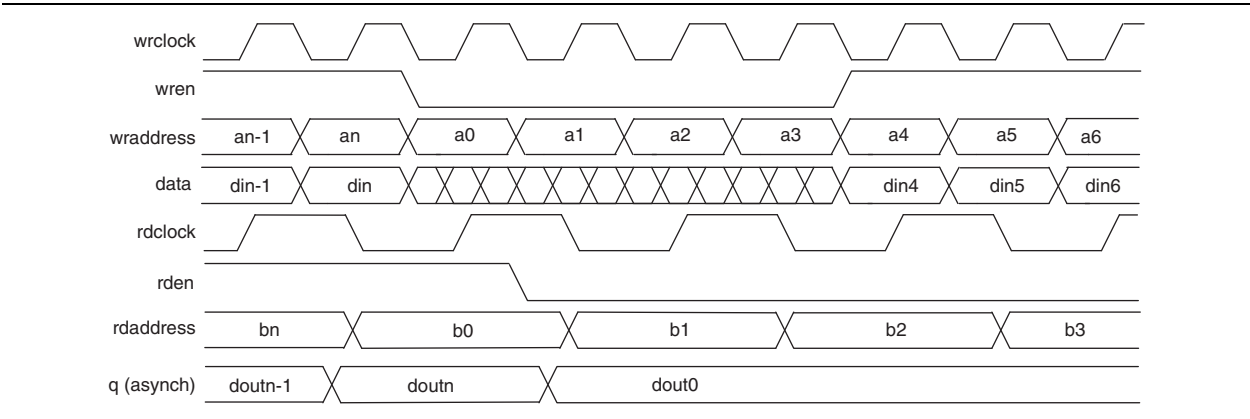 wrclock
wren
wraddress an-1 an a0 a1 a2 a3 a4 a5 a6
data din-1 din din4 din5 din6
rdclock
rden
rdaddress bn b0 b1 b2 b3
q (asynch) doutn-1 doutn dout0